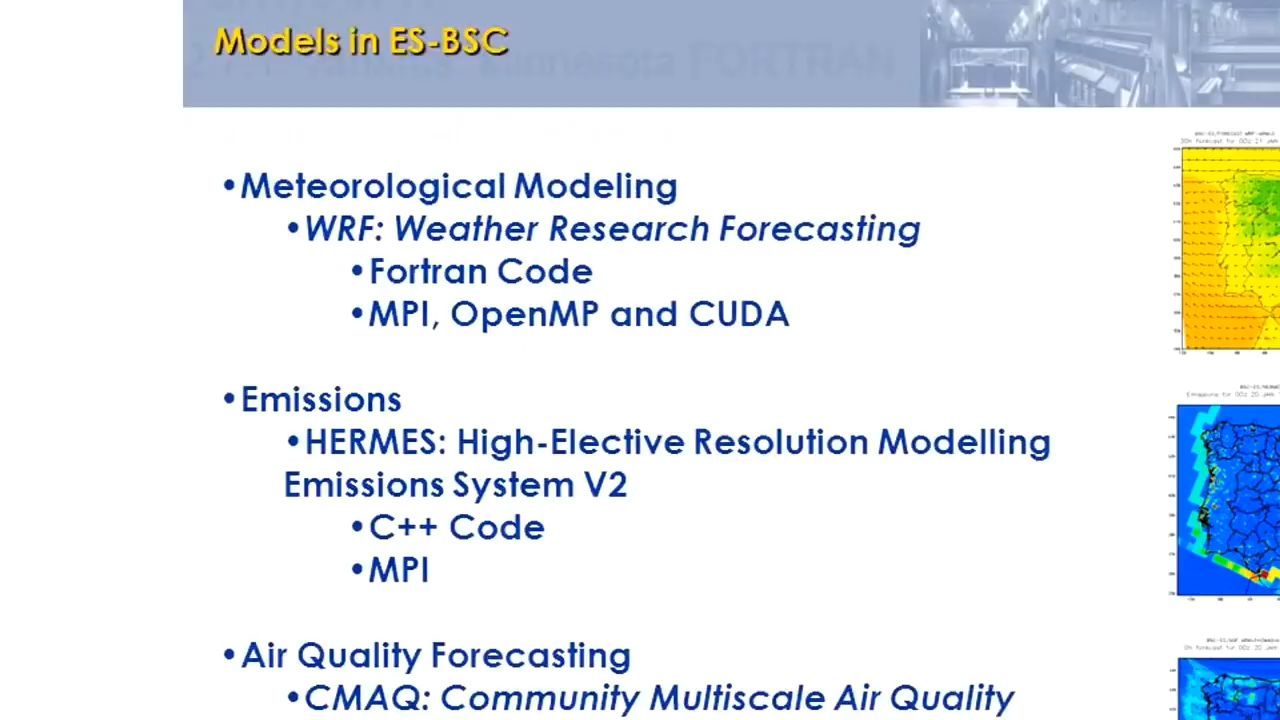 Models in ES-BSC
•Meteorological Modeling
•WRF: Weather Research Forecasting
•Fortran Code
•MPI, OpenMP and CUDA
•Emissions
•HERMES: High-Elective Resolution Modelling
Emissions System V2
•C++ Code
•MPI
•Air Quality Forecasting
•CMAQ: Community Multiscale Air Quality